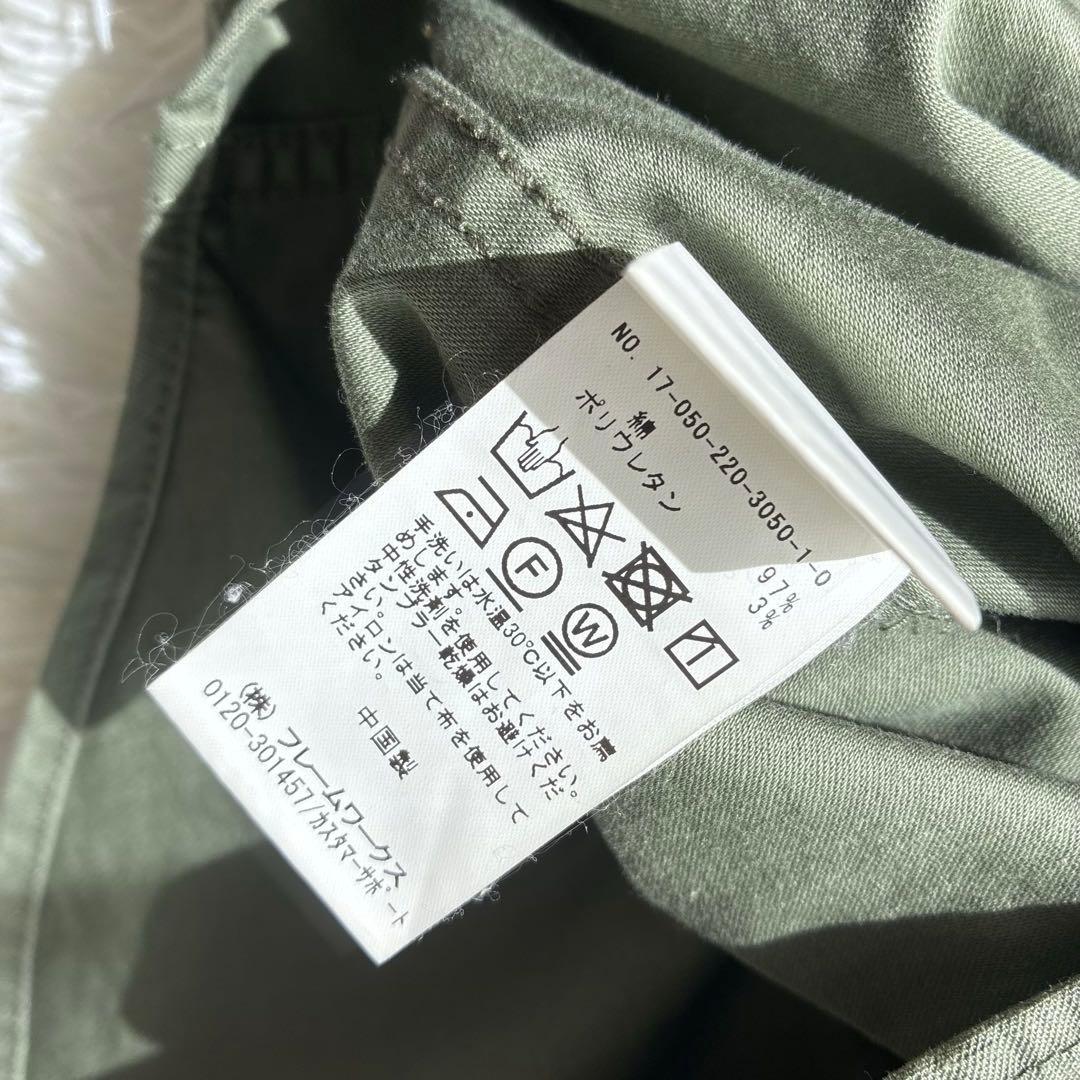 NO. 17-050-220-3050-1-0
綿 97%
ポリウレタン 3%
F
W
手洗いは水温30℃以下をお薦
めします。
中性洗剤を使用してください。
タンブラー乾燥はお避けくだ
さい。
アイロンは当て布を使用して
ください。
中国製
(株)フレームワークス
0120-301457/カスタマーサポート